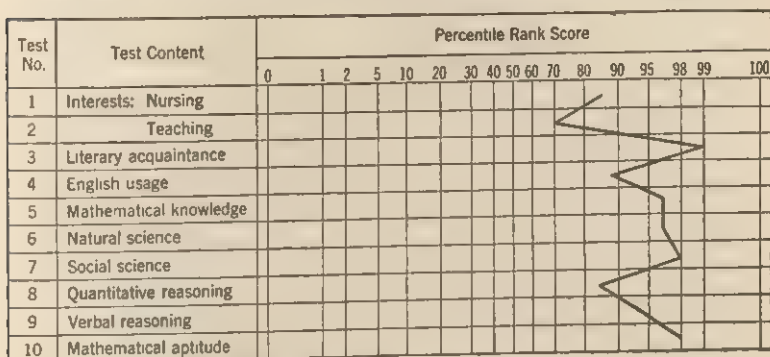 Test No. Test Content Percentile Rank Score
0 1 2 5 10 20 30 40 50 60 70 80 90 95 98 99 100
1 Interests: Nursing
2 Teaching
3 Literary acquaintance
4 English usage
5 Mathematical knowledge
6 Natural science
7 Social science
8 Quantitative reasoning
9 Verbal reasoning
10 Mathematical aptitude